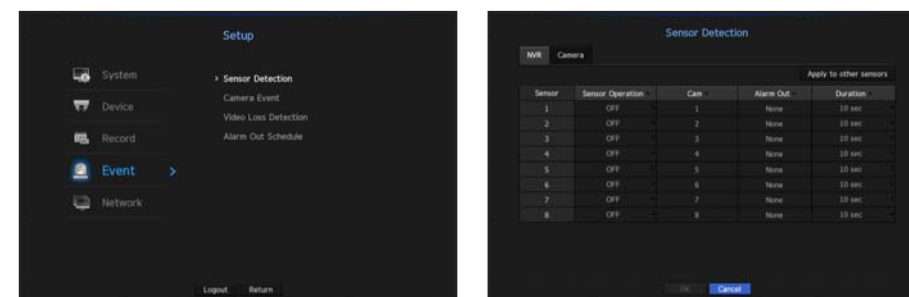 Setup
System
Device
Record
Event >
Network
> Sensor Detection
Camera Event
Video Loss Detection
Alarm Out Schedule
Logout Return
Sensor Detection
NVR Camera
Apply to other sensors
Sensor Sensor Operation Cam Alarm Out Duration
1 OFF 1 None 10 sec
2 OFF 2 None 10 sec
3 OFF 3 None 10 sec
4 OFF 4 None 10 sec
5 OFF 5 None 10 sec
6 OFF 6 None 10 sec
7 OFF 7 None 10 sec
8 OFF 8 None 10 sec
OK Cancel